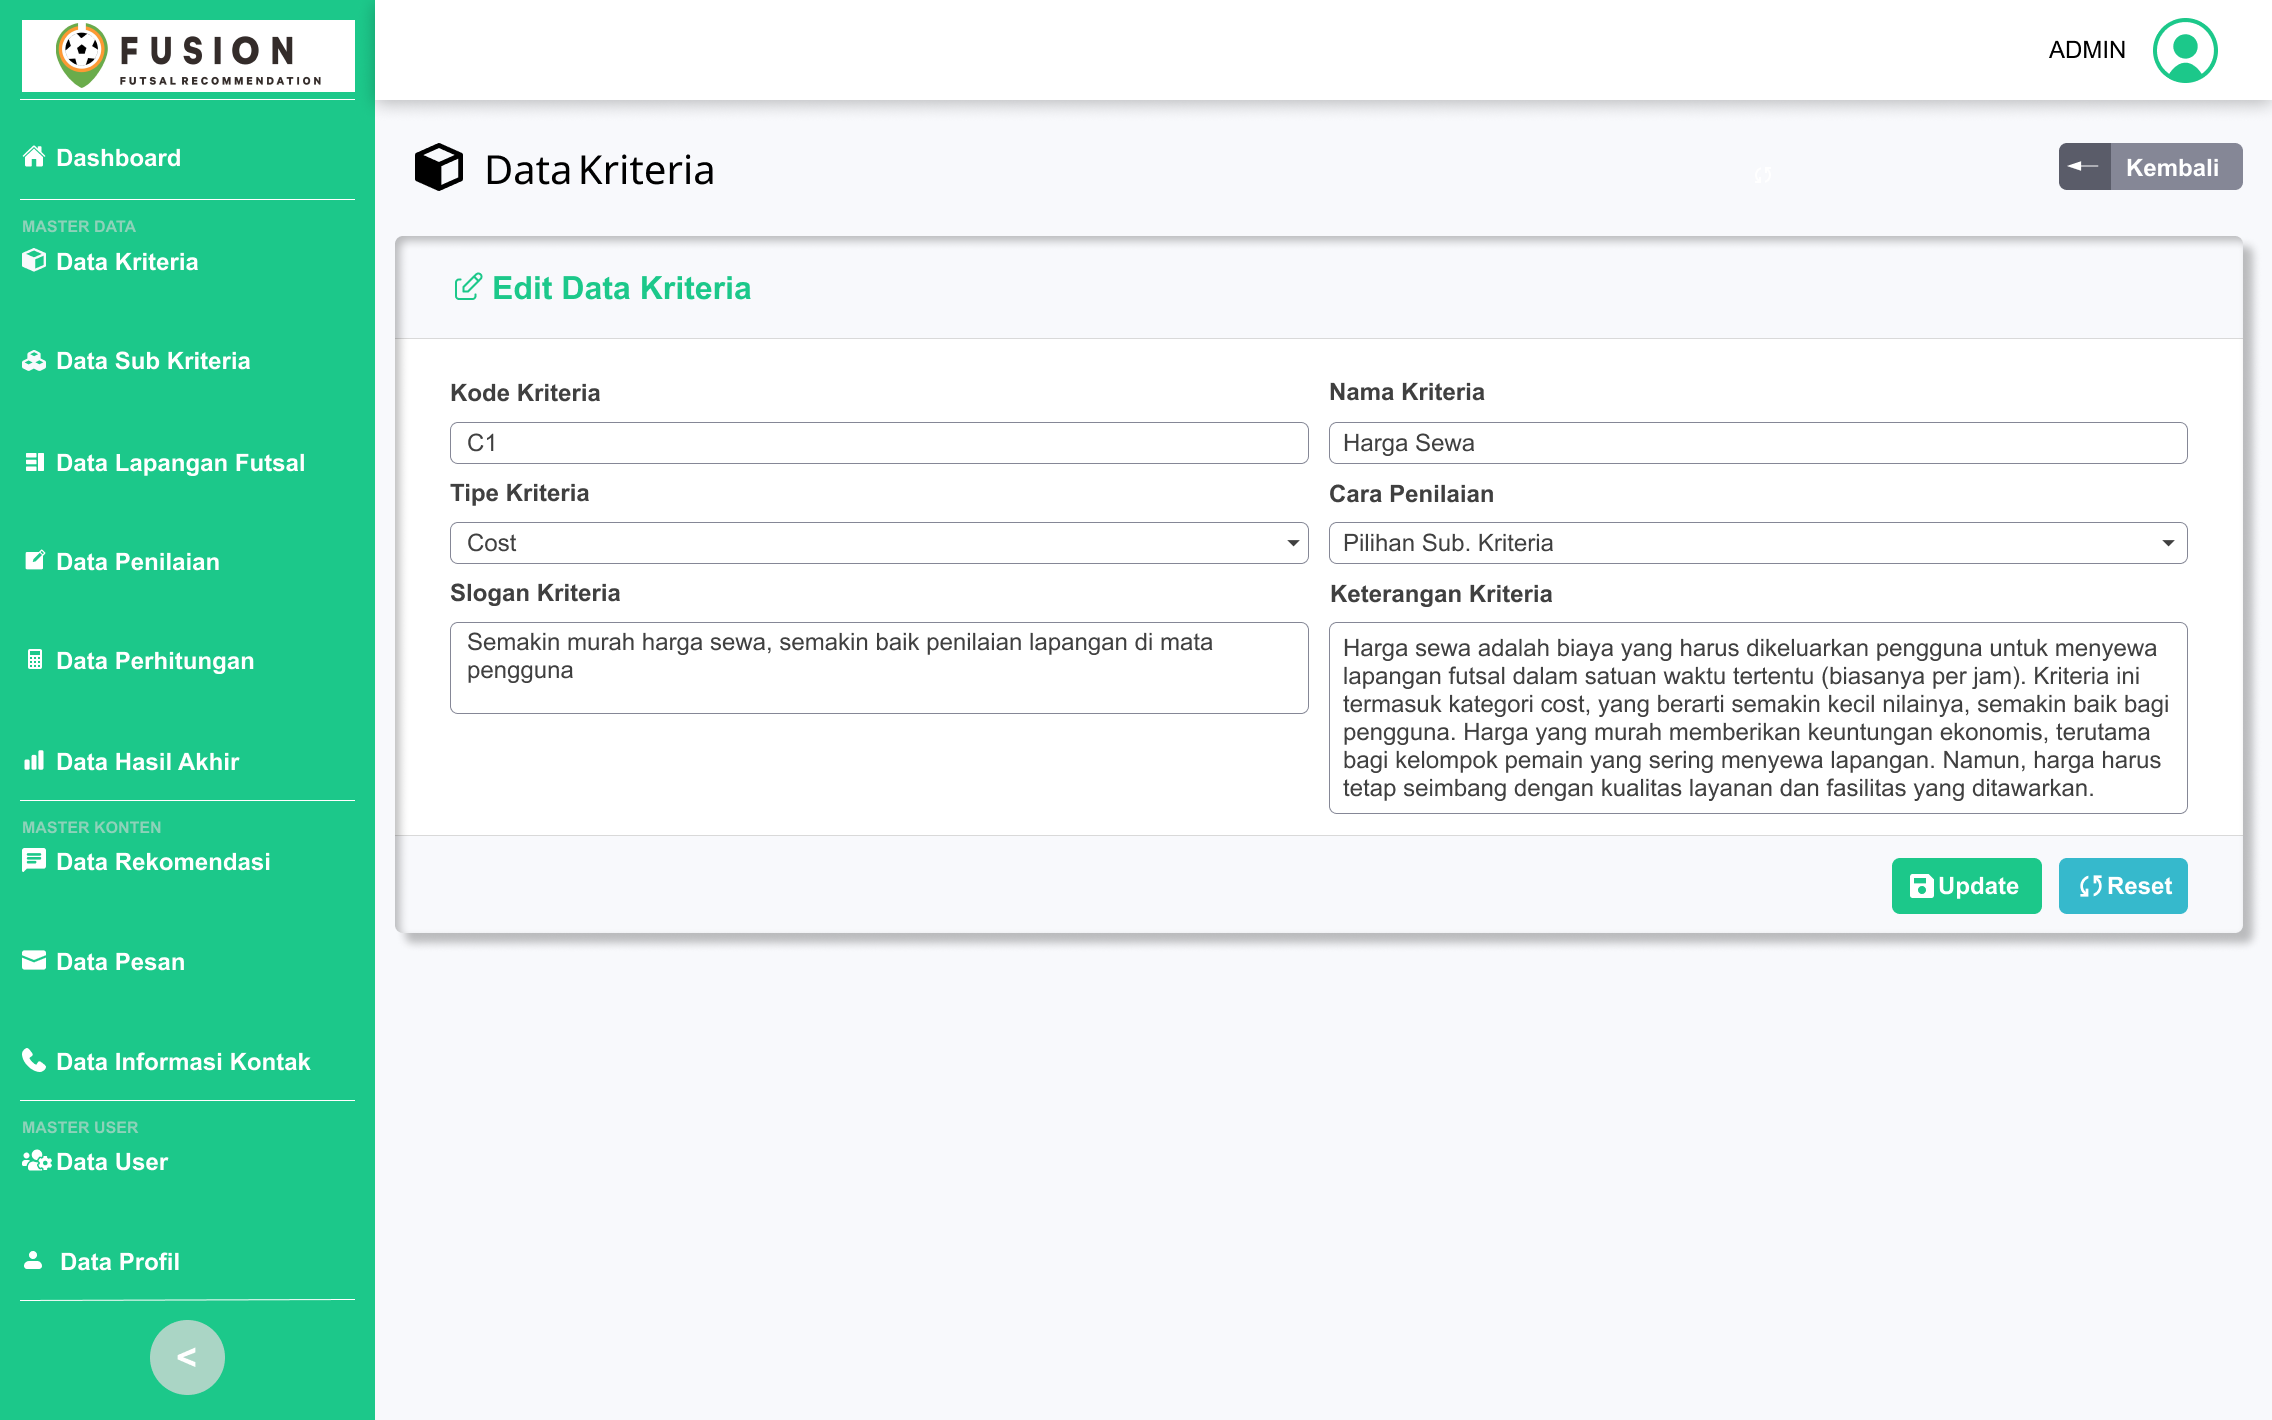 FUSION
FUTSAL RECOMMENDATION
ADMIN
Dashboard
MASTER DATA
Data Kriteria
Data Sub Kriteria
Data Lapangan Futsal
Data Penilaian
Data Perhitungan
Data Hasil Akhir
MASTER KONTEN
Data Rekomendasi
Data Pesan
Data Informasi Kontak
MASTER USER
Data User
Data Profil
<
Data Kriteria
Kembali
Edit Data Kriteria
Kode Kriteria
C1
Nama Kriteria
Harga Sewa
Tipe Kriteria
Cost
Cara Penilaian
Pilihan Sub. Kriteria
Slogan Kriteria
Semakin murah harga sewa, semakin baik penilaian lapangan di mata
pengguna
Keterangan Kriteria
Harga sewa adalah biaya yang harus dikeluarkan pengguna untuk menyewa
lapangan futsal dalam satuan waktu tertentu (biasanya per jam). Kriteria ini
termasuk kategori cost, yang berarti semakin kecil nilainya, semakin baik bagi
pengguna. Harga yang murah memberikan keuntungan ekonomis, terutama
bagi kelompok pemain yang sering menyewa lapangan. Namun, harga harus
tetap seimbang dengan kualitas layanan dan fasilitas yang ditawarkan.
Update
Reset